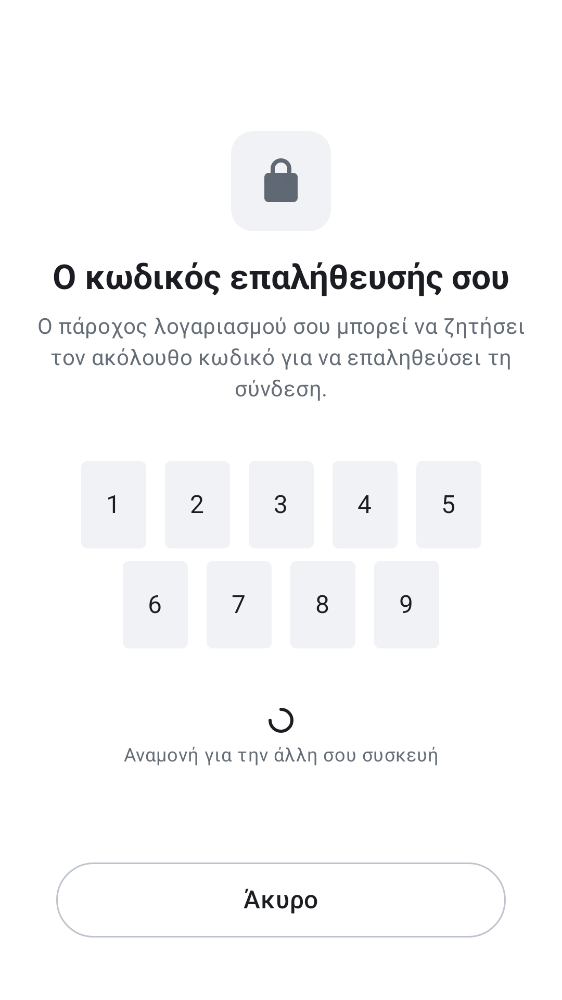 Ο κωδικός επαλήθευσής σου
Ο πάροχος λογαριασμού σου μπορεί να ζητήσει
τον ακόλουθο κωδικό για να επαληθεύσει τη
σύνδεση.
1 2 3 4 5
6 7 8 9
Αναμονή για την άλλη σου συσκευή
Άκυρο